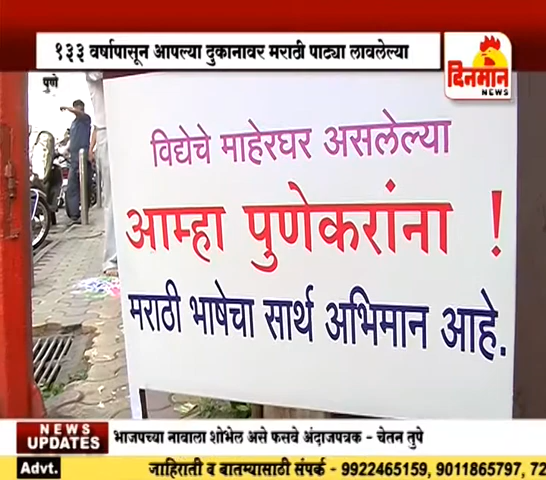 १३३ वर्षापासून आपल्या दुकानावर मराठी पाट्या लावलेल्या
दिनमान
NEWS
पुणे
विद्येचे माहेरघर असलेल्या
आम्हा पुणेकरांना !
मराठी भाषेचा सार्थ अभिमान आहे.
NEWS
UPDATES
भाजपच्या नावाला शोभेल असे फसवे अंदाजपत्रक - चेतन तुपे
Advt.
जाहिराती व बातम्यासाठी संपर्क - 9922465159, 9011865797, 72